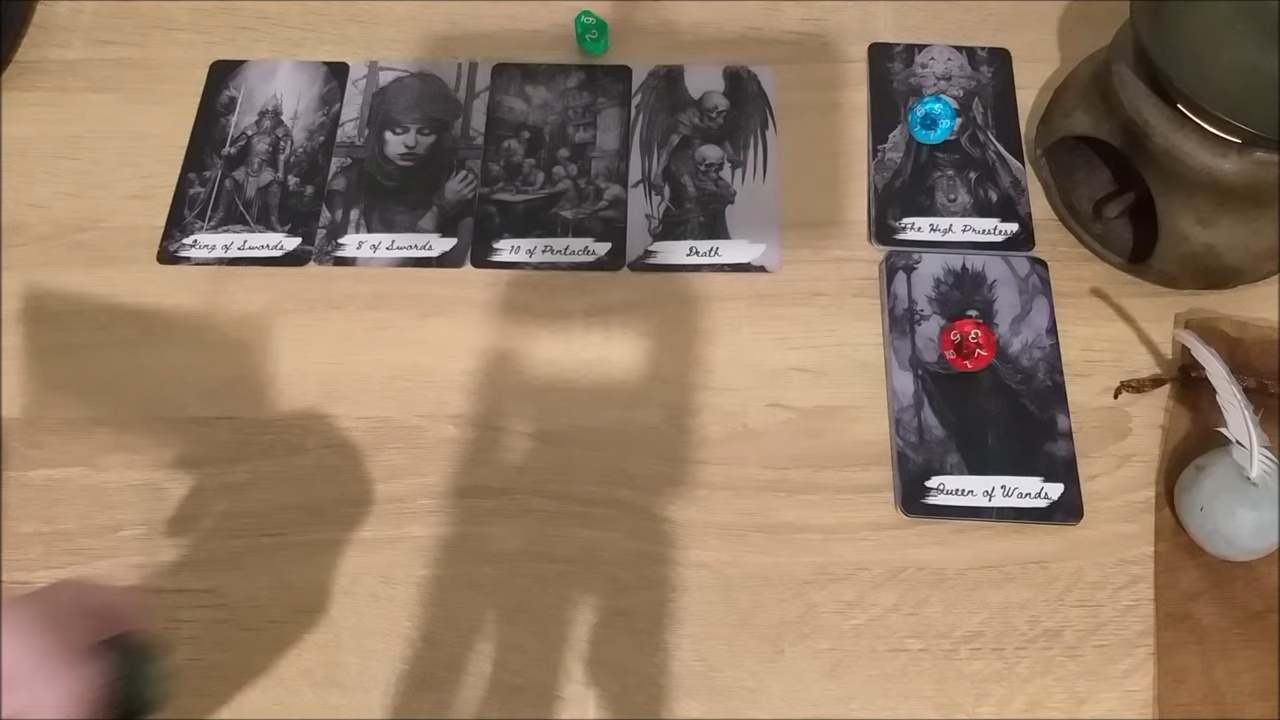 King of Swords
8 of Swords
10 of Pentacles
Death
The High Priestess
Queen of Wands